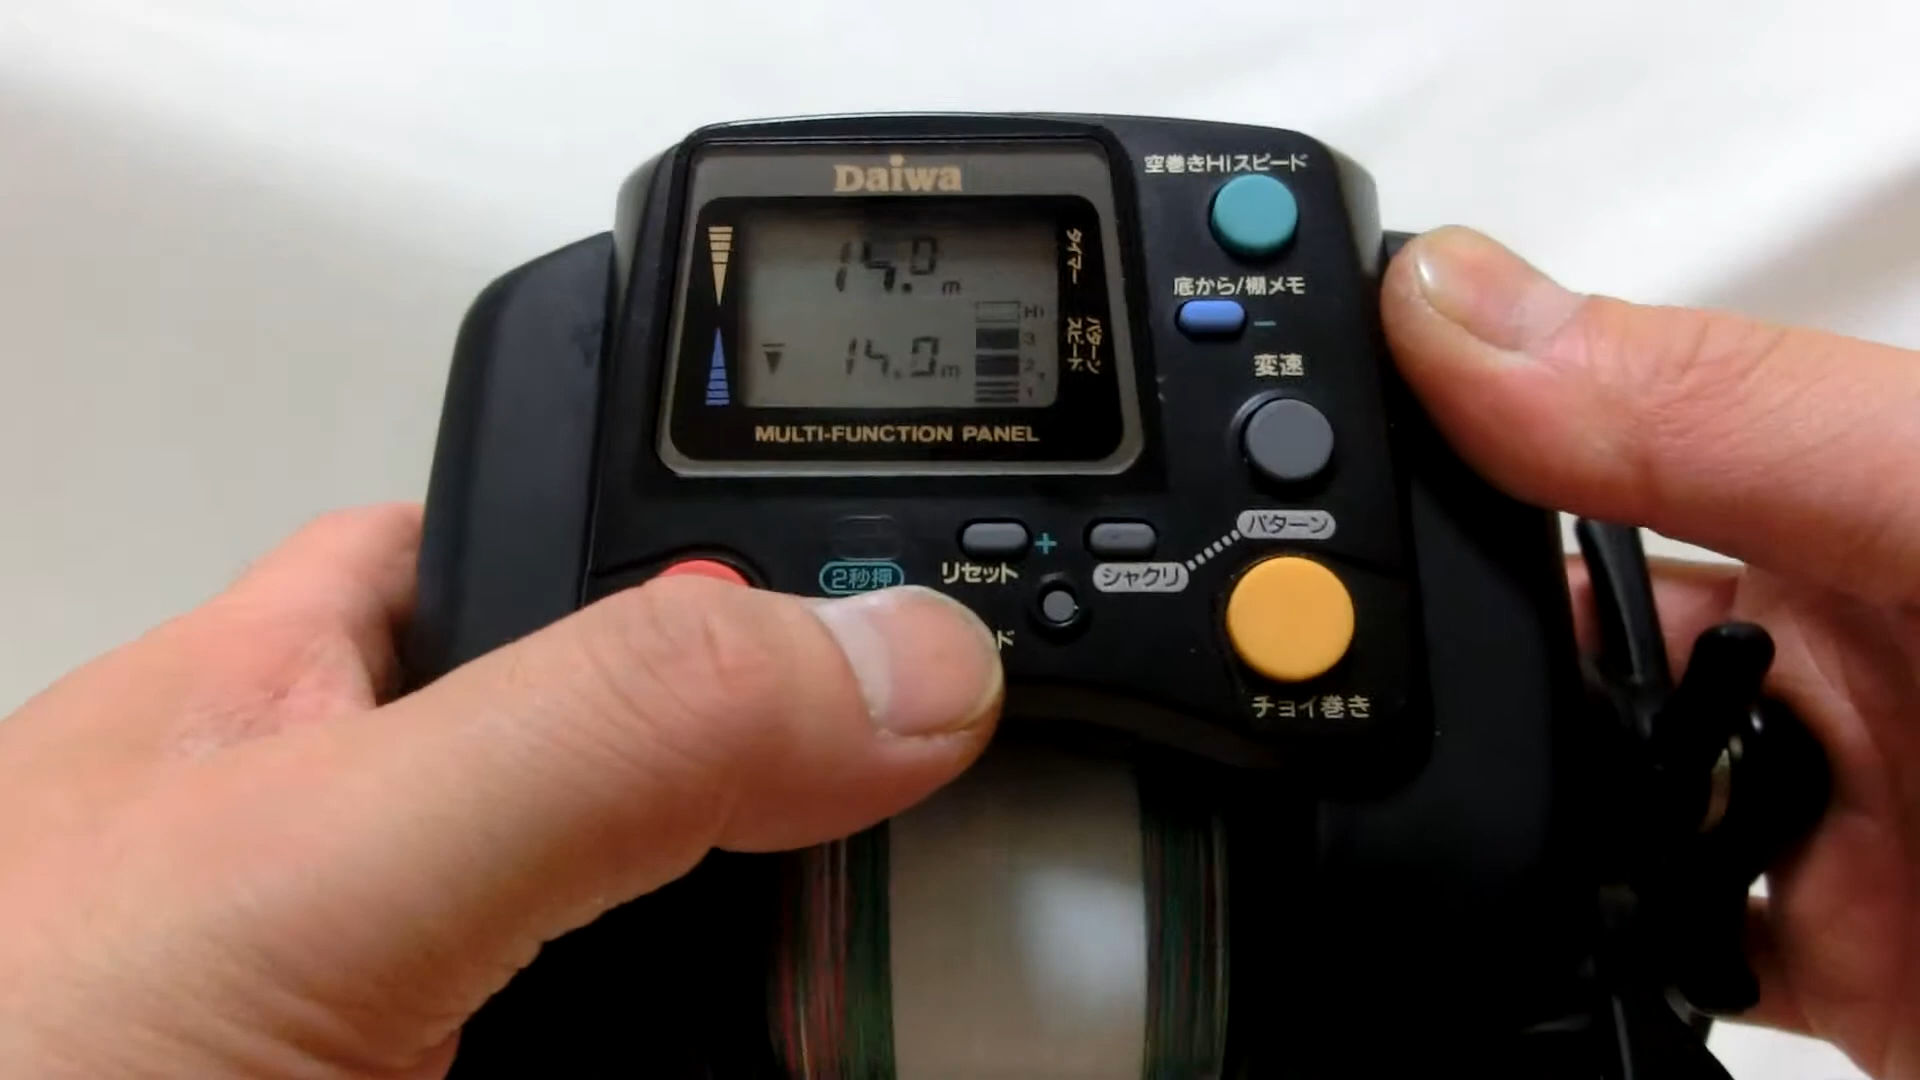 Daiwa
空巻きHIスピード
タイマー
14.0m
底から/棚メモ
−
HI
3
2
1
パターン
スピード
14.0m
変速
MULTI-FUNCTION PANEL
パターン
+
2秒押
リセット
シャクリ
ド
チョイ巻き